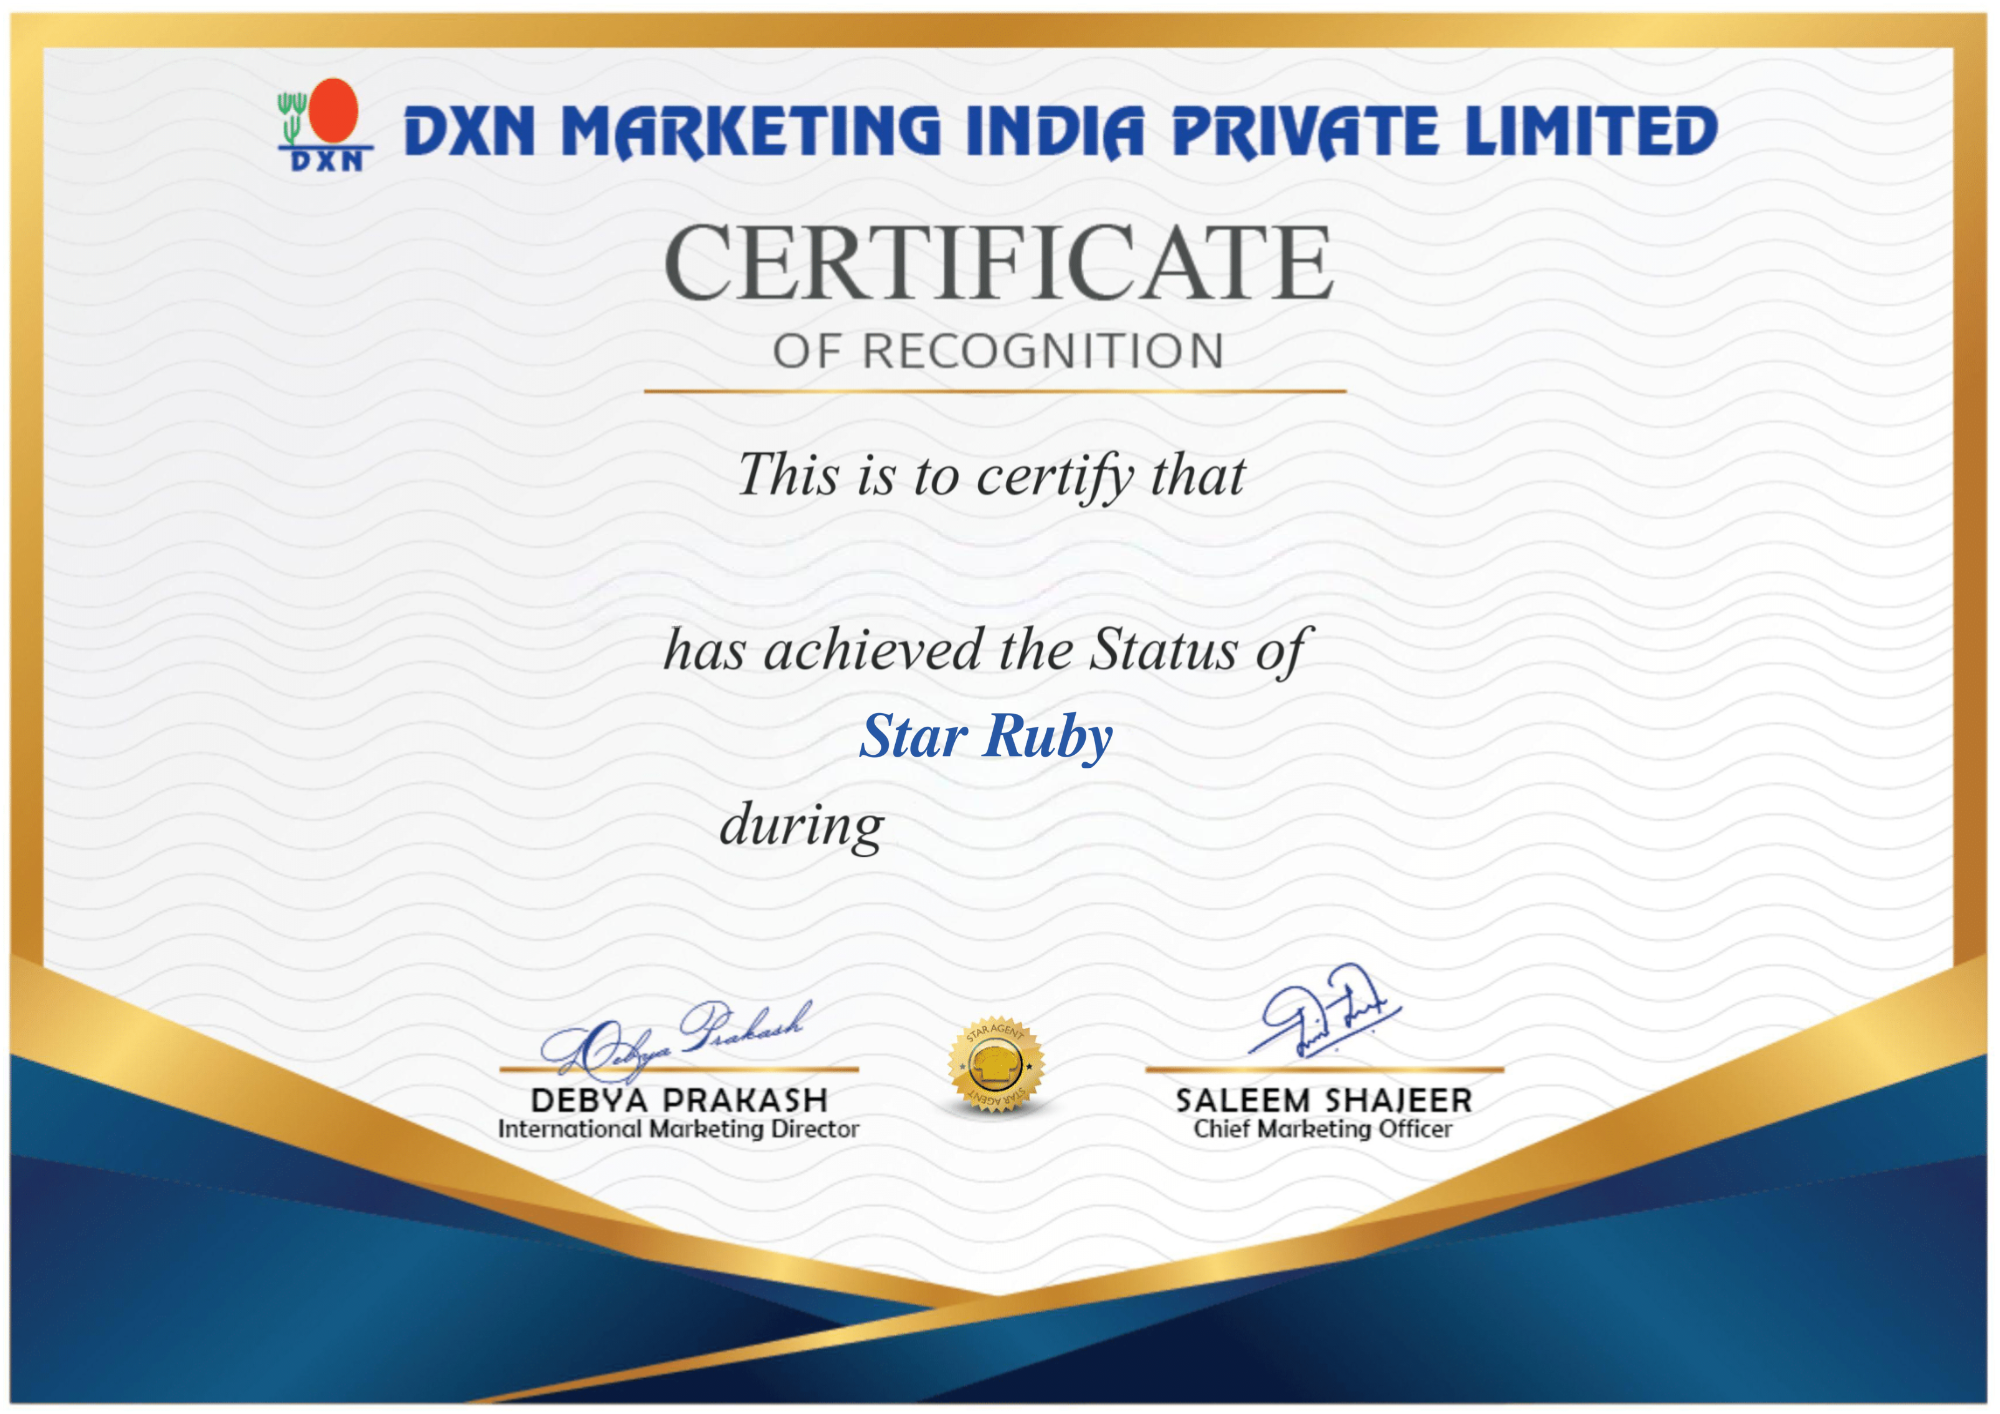 DXN
DXN MARKETING INDIA PRIVATE LIMITED
CERTIFICATE
OF RECOGNITION
This is to certify that
has achieved the Status of
Star Ruby
during
Debya Prakash
DEBYA PRAKASH
International Marketing Director
STAR AGENT
STAR AGENT
SALEEM SHAJEER
Chief Marketing Officer